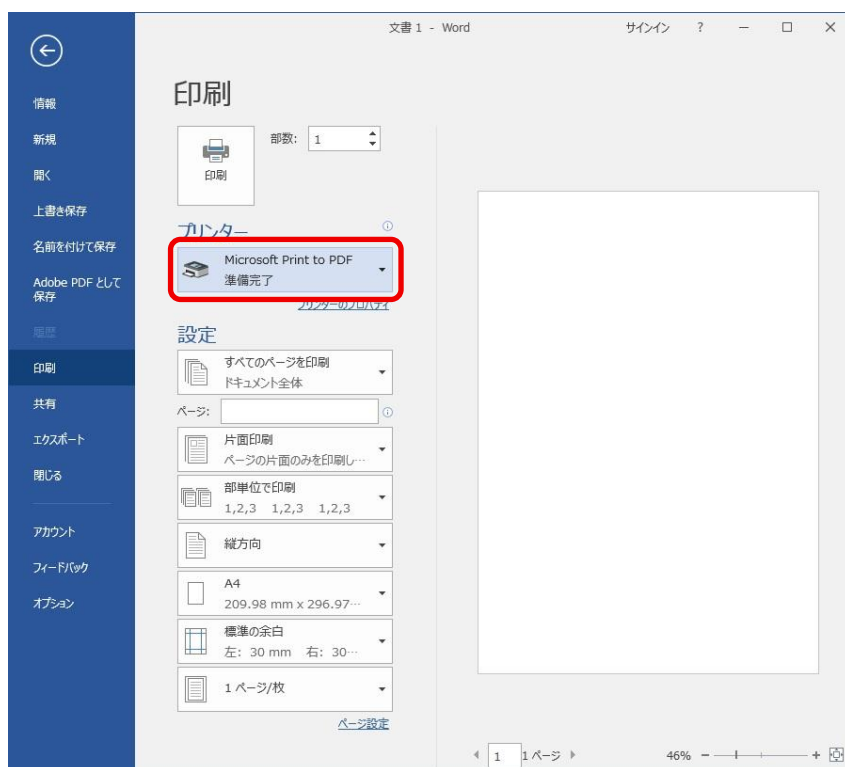 文書 1 - Word
サインイン ?
情報
新規
開く
上書き保存
名前を付けて保存
Adobe PDF として
保存
履歴
印刷
共有
エクスポート
閉じる
アカウント
フィードバック
オプション
印刷
部数: 1
印刷
プリンター
Microsoft Print to PDF
準備完了
プリンターのプロパティ
設定
すべてのページを印刷
ドキュメント全体
ページ:
片面印刷
ページの片面のみを印刷し…
部単位で印刷
1,2,3 1,2,3 1,2,3
縦方向
A4
209.98 mm x 296.97…
標準の余白
左: 30 mm 右: 30…
1 ページ/枚
ページ設定
1 1 ページ
46% - +